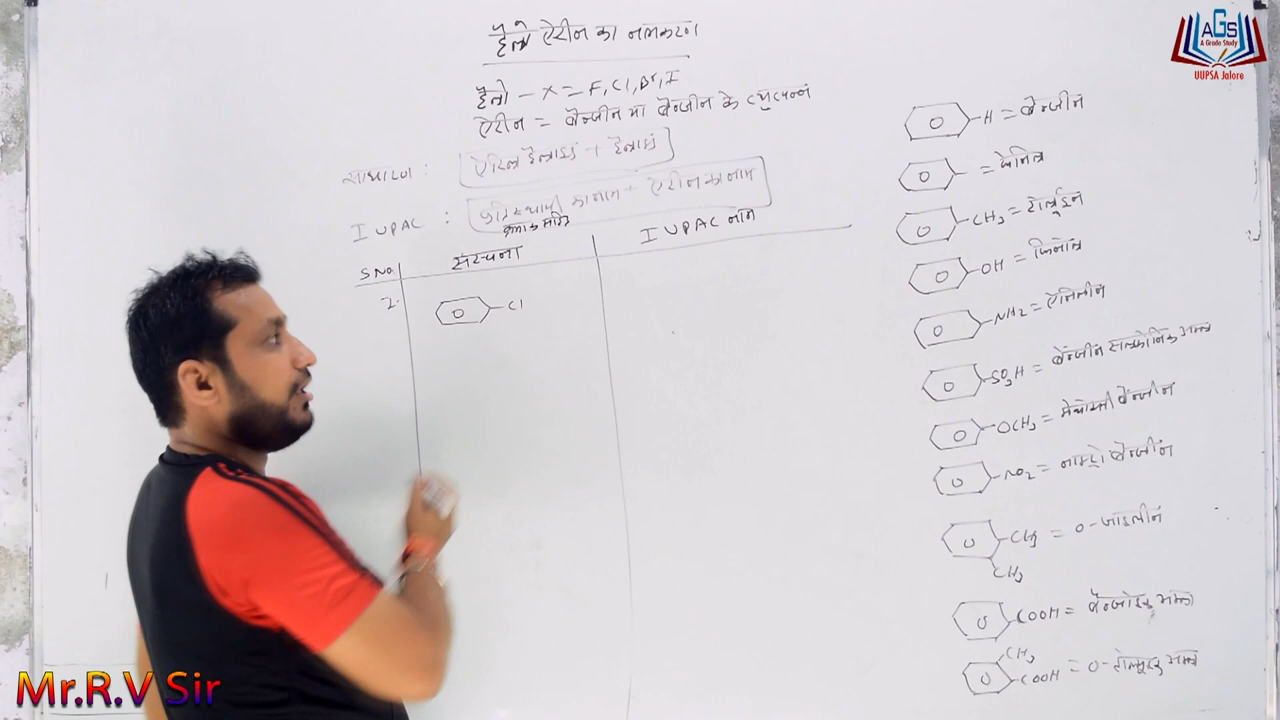 हैलो ऐरीन का नामकरण
हैलो - X = F, Cl, Br, I
ऐरीन = बेन्जीन या बेन्जीन के व्युत्पन्न
साधारण : ऐरिल हैलाइड + हैलाइड
IUPAC : प्रतिस्थापी का नाम + ऐरीन का नाम
क्रमांक सहित
S No. संरचना IUPAC नाम
2. Cl
H = बेन्जीन
= फेनिल
CH3 = टोलूईन
OH = फिनोल
NH2 = ऐनिलीन
SO3H = बेन्जीन सल्फोनिक अम्ल
OCH3 = मेथोक्सी बेन्जीन
NO2 = नाइट्रो बेन्जीन
CH3 = o-जाइलीन
CH3
COOH = बेन्जोइक अम्ल
CH3
COOH = o-टोलूइक अम्ल
AGS
A Grade Study
UUPSA Jalore
Mr.R.V Sir